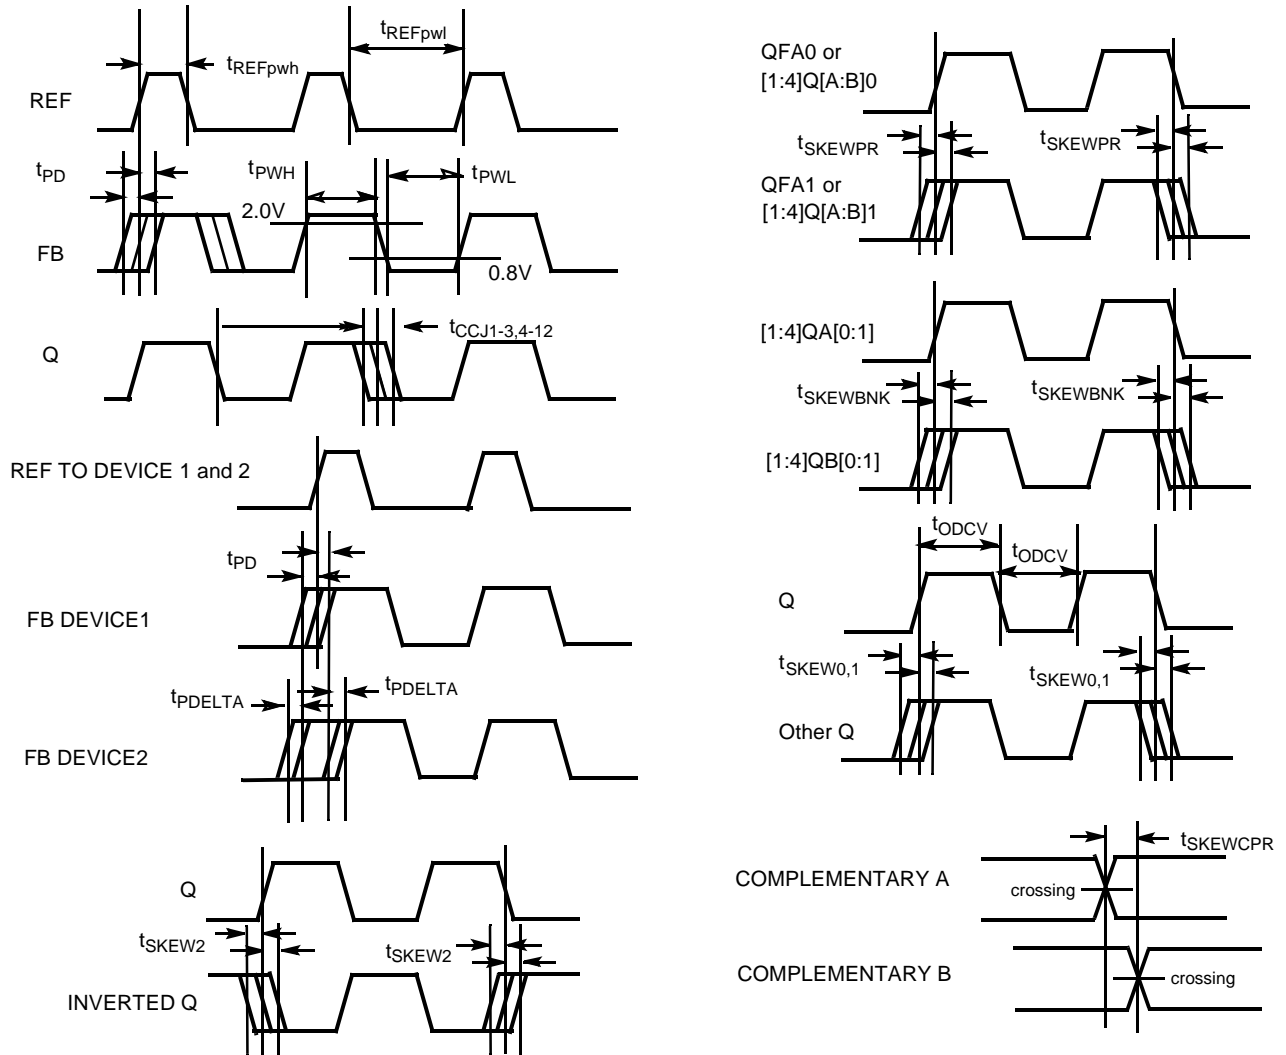 tREFpwl
tREFpwh
REF
tPD
tPWH
tPWL
2.0V
FB
0.8V
tCCJ1-3,4-12
Q
REF TO DEVICE 1 and 2
tPD
FB DEVICE1
tPDELTA
tPDELTA
FB DEVICE2
Q
tSKEW2
tSKEW2
INVERTED Q
QFA0 or
[1:4]Q[A:B]0
tSKEWPR
tSKEWPR
QFA1 or
[1:4]Q[A:B]1
[1:4]QA[0:1]
tSKEWBNK
tSKEWBNK
[1:4]QB[0:1]
tODCV
tODCV
Q
tSKEW0,1
tSKEW0,1
Other Q
tSKEWCPR
COMPLEMENTARY A
crossing
COMPLEMENTARY B
crossing